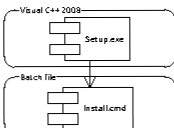 Visual C++ 2008
Setup.exe
Batch file
Install.cmd